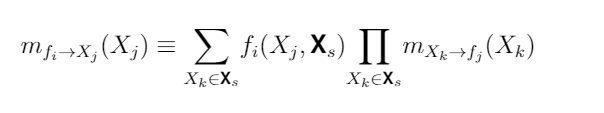 $m_{f_i \to X_j}(X_j) \equiv \sum_{X_k \in \mathbf{X}_s} f_i(X_j, \mathbf{X}_s) \prod_{X_k \in \mathbf{X}_s} m_{X_k \to f_j}(X_k)$